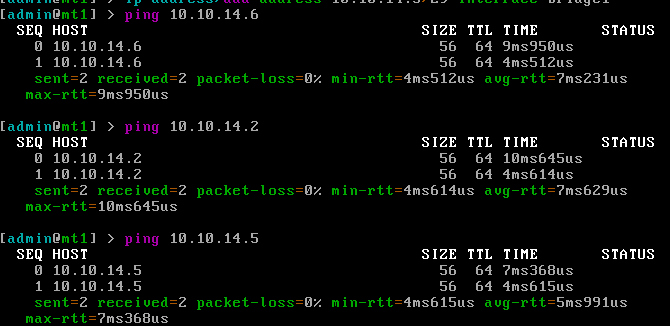 [admin@mt1] > ping 10.10.14.6
SEQ HOST SIZE TTL TIME STATUS
0 10.10.14.6 56 64 9ms950us
1 10.10.14.6 56 64 4ms512us
sent=2 received=2 packet-loss=0% min-rtt=4ms512us avg-rtt=7ms231us
max-rtt=9ms950us
[admin@mt1] > ping 10.10.14.2
SEQ HOST SIZE TTL TIME STATUS
0 10.10.14.2 56 64 10ms645us
1 10.10.14.2 56 64 4ms614us
sent=2 received=2 packet-loss=0% min-rtt=4ms614us avg-rtt=7ms629us
max-rtt=10ms645us
[admin@mt1] > ping 10.10.14.5
SEQ HOST SIZE TTL TIME STATUS
0 10.10.14.5 56 64 7ms368us
1 10.10.14.5 56 64 4ms615us
sent=2 received=2 packet-loss=0% min-rtt=4ms615us avg-rtt=5ms991us
max-rtt=7ms368us